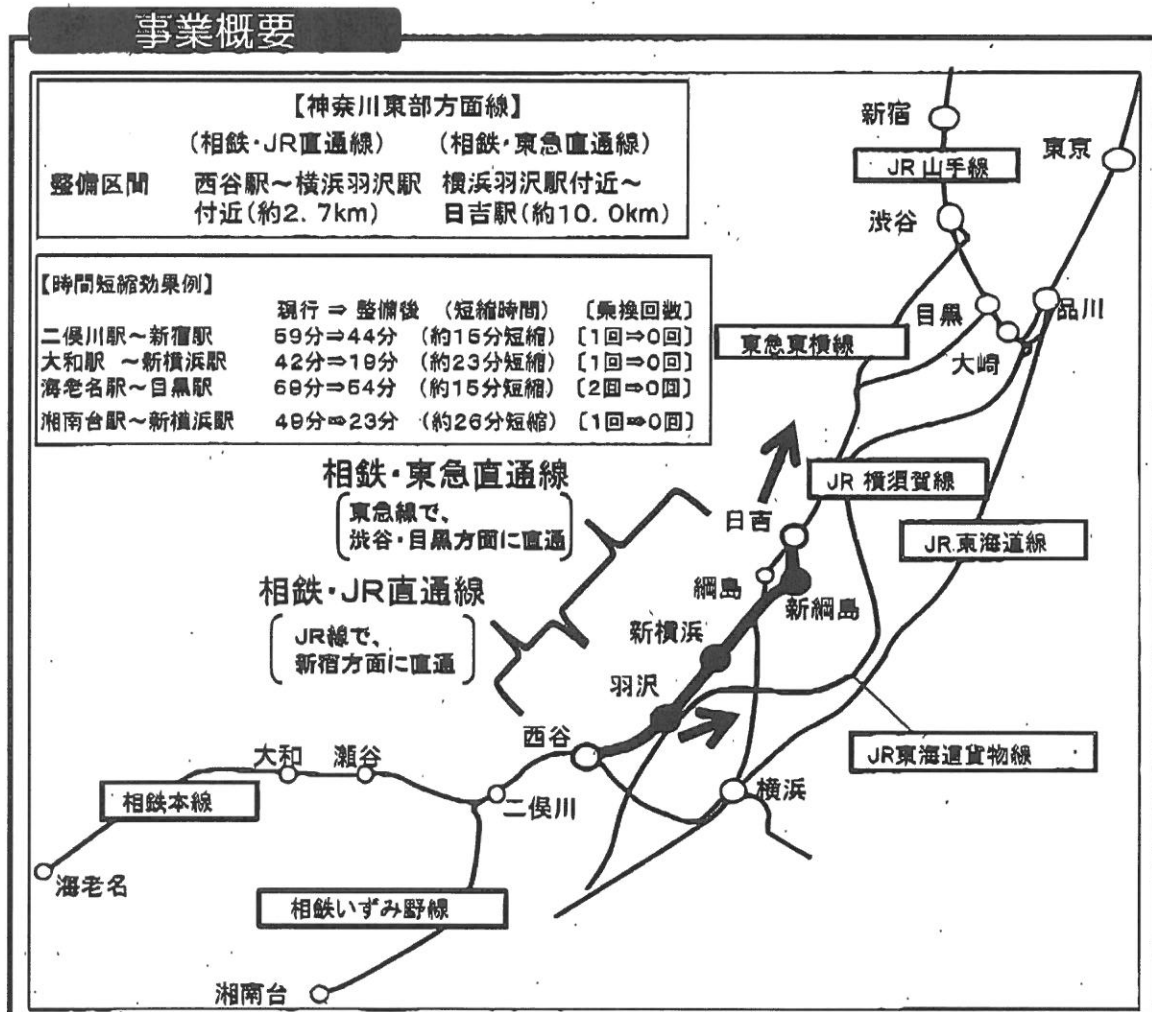 事業概要
【神奈川東部方面線】
(相鉄・JR直通線) (相鉄・東急直通線)
整備区間 西谷駅～横浜羽沢駅 横浜羽沢駅付近～
付近(約2.7km) 日吉駅(約10.0km)
【時間短縮効果例】
現行 ⇒ 整備後 (短縮時間) 〔乗換回数〕
二俣川駅～新宿駅 59分⇒44分 (約15分短縮) 〔1回⇒0回〕
大和駅 ～新横浜駅 42分⇒19分 (約23分短縮) 〔1回⇒0回〕
海老名駅～目黒駅 69分⇒54分 (約15分短縮) 〔2回⇒0回〕
湘南台駅～新横浜駅 49分⇒23分 (約26分短縮) 〔1回⇒0回〕
新宿
東京
JR山手線
渋谷
目黒
品川
大崎
東急東横線
相鉄・東急直通線
東急線で、
渋谷・目黒方面に直通
JR横須賀線
日吉
JR東海道線
相鉄・JR直通線
JR線で、
新宿方面に直通
綱島
新綱島
新横浜
羽沢
西谷
JR東海道貨物線
大和
瀬谷
二俣川
横浜
相鉄本線
海老名
相鉄いずみ野線
湘南台